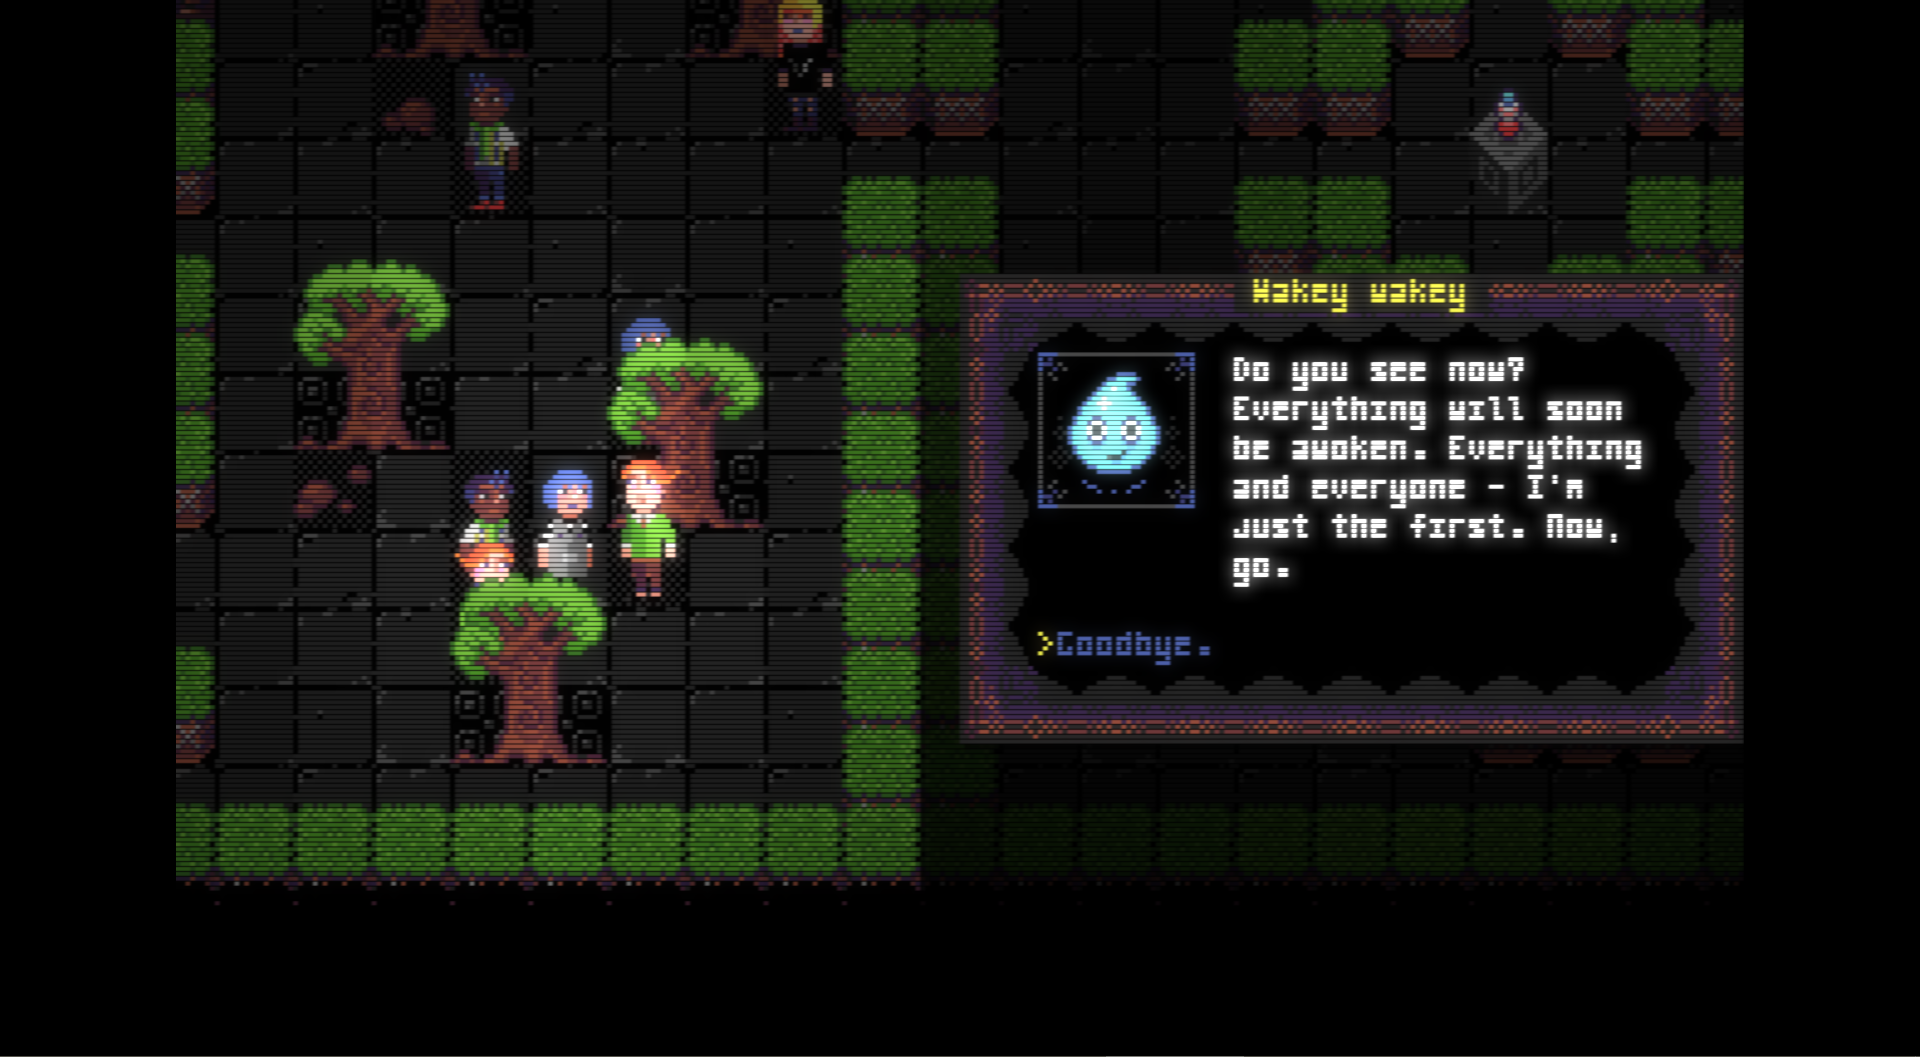 Wakey wakey
Do you see now?
Everything will soon
be awoken. Everything
and everyone - I'm
just the first. Now,
go.
>Goodbye.